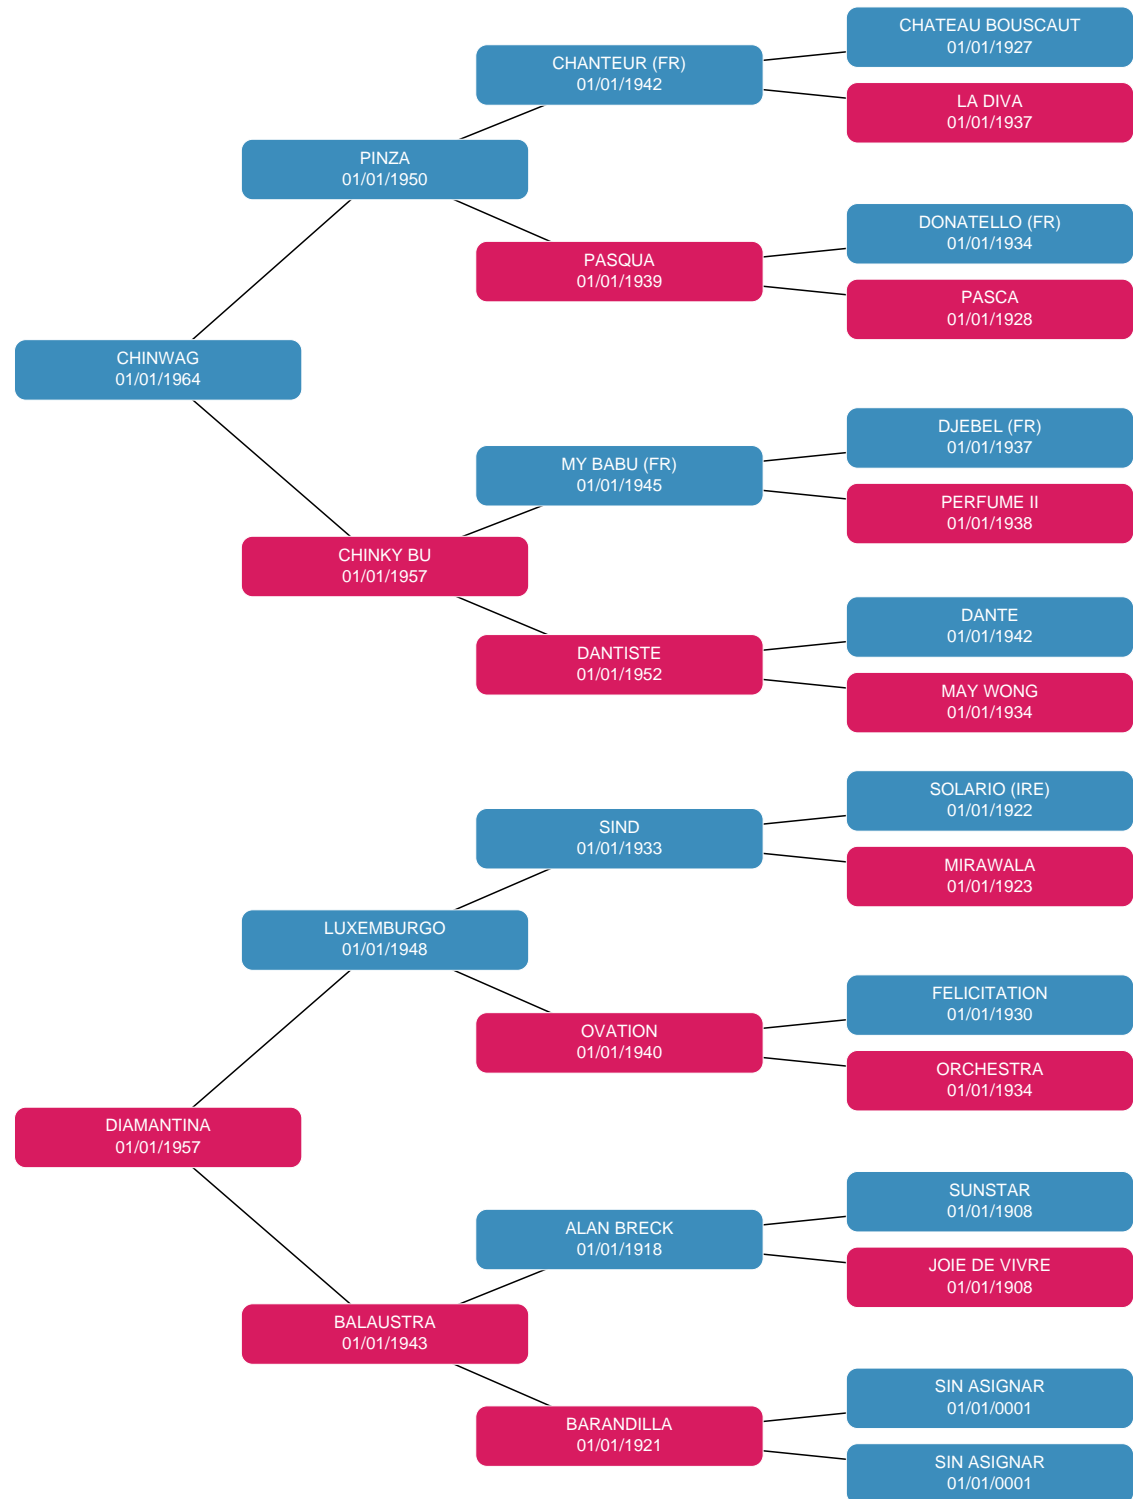 CHATEAU BOUSCAUT
01/01/1927
CHANTEUR (FR)
01/01/1942
LA DIVA
01/01/1937
PINZA
01/01/1950
DONATELLO (FR)
01/01/1934
PASQUA
01/01/1939
PASCA
01/01/1928
CHINWAG
01/01/1964
DJEBEL (FR)
01/01/1937
MY BABU (FR)
01/01/1945
PERFUME II
01/01/1938
CHINKY BU
01/01/1957
DANTE
01/01/1942
DANTISTE
01/01/1952
MAY WONG
01/01/1934
SOLARIO (IRE)
01/01/1922
SIND
01/01/1933
MIRAWALA
01/01/1923
LUXEMBURGO
01/01/1948
FELICITATION
01/01/1930
OVATION
01/01/1940
ORCHESTRA
01/01/1934
DIAMANTINA
01/01/1957
SUNSTAR
01/01/1908
ALAN BRECK
01/01/1918
JOIE DE VIVRE
01/01/1908
BALAUSTRA
01/01/1943
SIN ASIGNAR
01/01/0001
BARANDILLA
01/01/1921
SIN ASIGNAR
01/01/0001